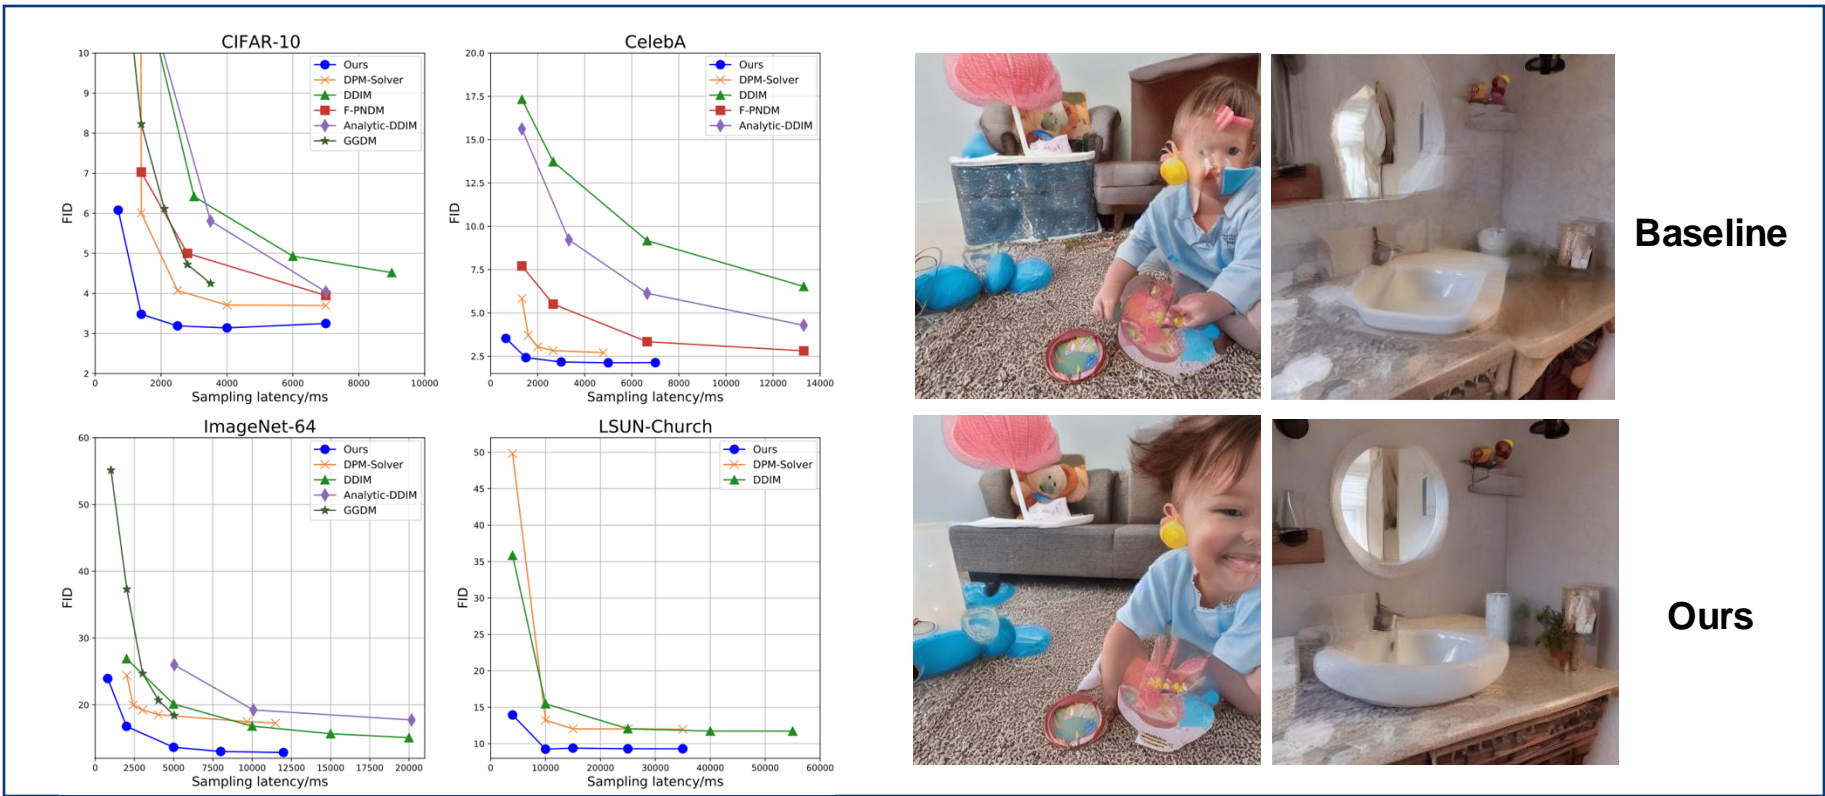 CIFAR-10
10
9
8
7
6
5
4
3
2
FID
0 2000 4000 6000 8000 10000
Sampling latency/ms
Ours
DPM-Solver
DDIM
F-PNDM
Analytic-DDIM
GGDM
CelebA
20.0
17.5
15.0
12.5
10.0
7.5
5.0
2.5
FID
0 2000 4000 6000 8000 10000 12000 14000
Sampling latency/ms
Ours
DPM-Solver
DDIM
F-PNDM
Analytic-DDIM
Baseline
ImageNet-64
60
50
40
30
20
FID
0 2500 5000 7500 10000 12500 15000 17500 20000
Sampling latency/ms
Ours
DPM-Solver
DDIM
Analytic-DDIM
GGDM
LSUN-Church
50
45
40
35
30
25
20
15
10
FID
0 10000 20000 30000 40000 50000 60000
Sampling latency/ms
Ours
DPM-Solver
DDIM
Ours